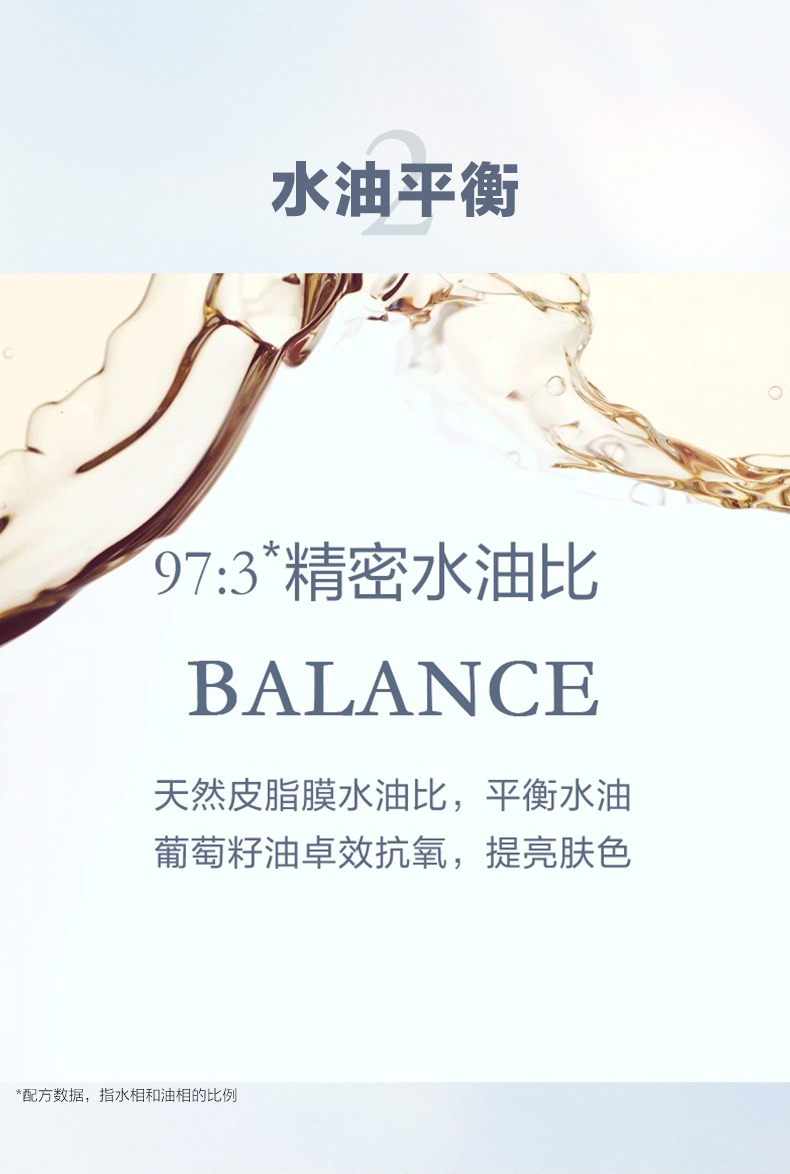 2
水油平衡
97:3*精密水油比
BALANCE
天然皮脂膜水油比，平衡水油
葡萄籽油卓效抗氧，提亮肤色
*配方数据，指水相和油相的比例